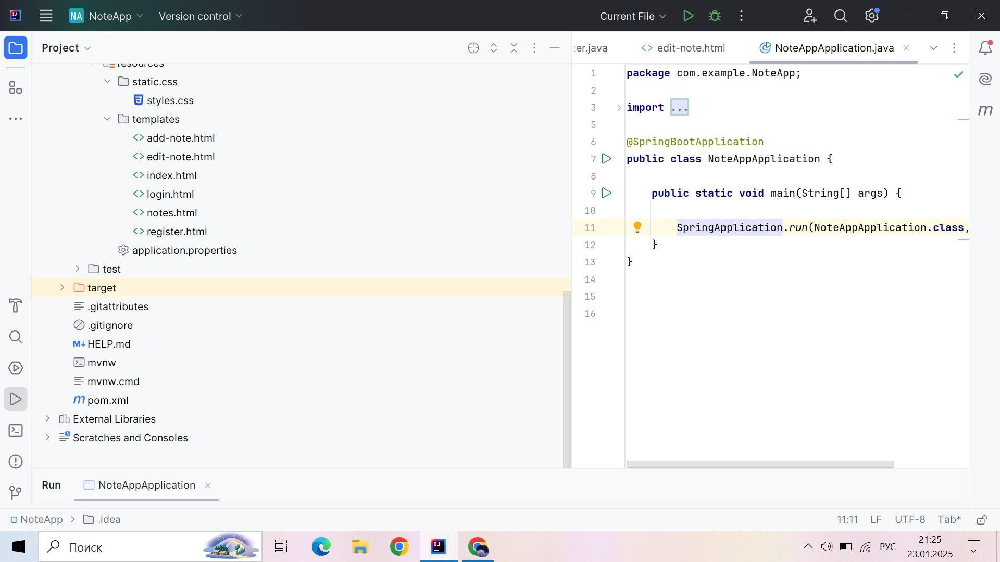 NA NoteApp
Version control
Current File
Project
er.java
edit-note.html
NoteAppApplication.java
resources
static.css
styles.css
templates
add-note.html
edit-note.html
index.html
login.html
notes.html
register.html
application.properties
test
target
.gitattributes
.gitignore
M↓ HELP.md
mvnw
mvnw.cmd
m pom.xml
External Libraries
Scratches and Consoles
1 package com.example.NoteApp;
2
3 import ...
5
6 @SpringBootApplication
7 public class NoteAppApplication {
8
9 public static void main(String[] args) {
10
11 SpringApplication.run(NoteAppApplication.class,
12 }
13 }
14
15
16
m
Run
NoteAppApplication
NoteApp > .idea
11:11 LF UTF-8 Tab*
Поиск
IJ
РУС
21:25
23.01.2025